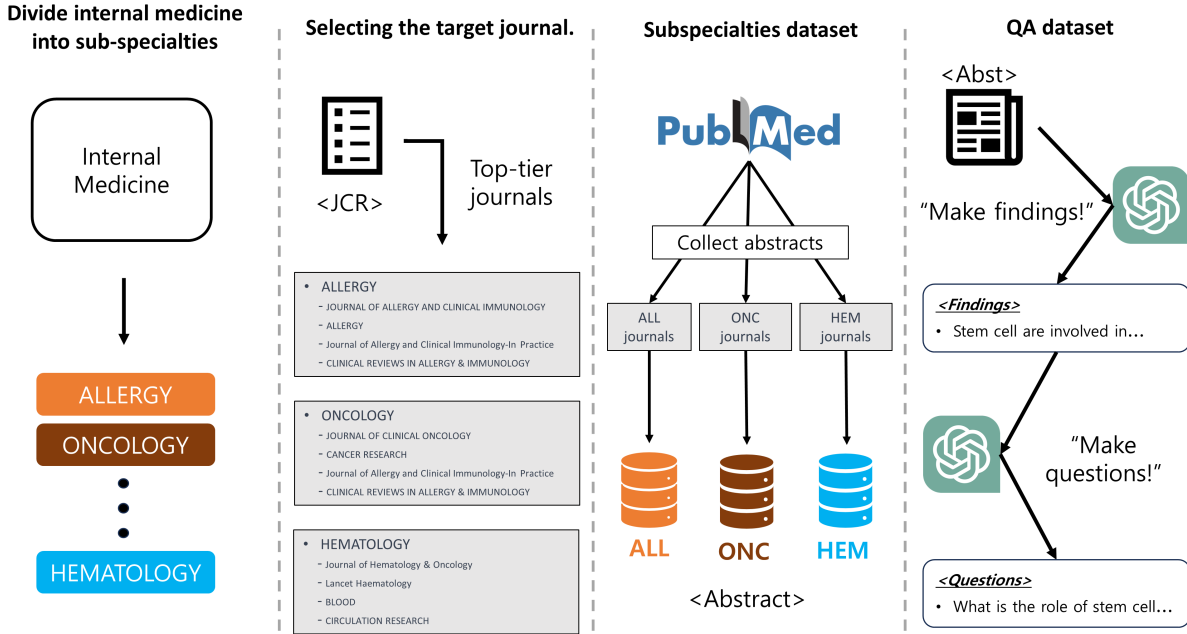 Divide internal medicine
into sub-specialties
Internal
Medicine
ALLERGY
ONCOLOGY
HEMATOLOGY
Selecting the target journal.
<JCR>
Top-tier
journals
• ALLERGY
- JOURNAL OF ALLERGY AND CLINICAL IMMUNOLOGY
- ALLERGY
- Journal of Allergy and Clinical Immunology-In Practice
- CLINICAL REVIEWS IN ALLERGY & IMMUNOLOGY
• ONCOLOGY
- JOURNAL OF CLINICAL ONCOLOGY
- CANCER RESEARCH
- Journal of Allergy and Clinical Immunology-In Practice
- CLINICAL REVIEWS IN ALLERGY & IMMUNOLOGY
• HEMATOLOGY
- Journal of Hematology & Oncology
- Lancet Haematology
- BLOOD
- CIRCULATION RESEARCH
Subspecialties dataset
PubMed
Collect abstracts
ALL
journals
ONC
journals
HEM
journals
ALL
ONC
HEM
<Abstract>
QA dataset
<Abst>
“Make findings!”
<Findings>
• Stem cell are involved in...
“Make
questions!”
<Questions>
• What is the role of stem cell...